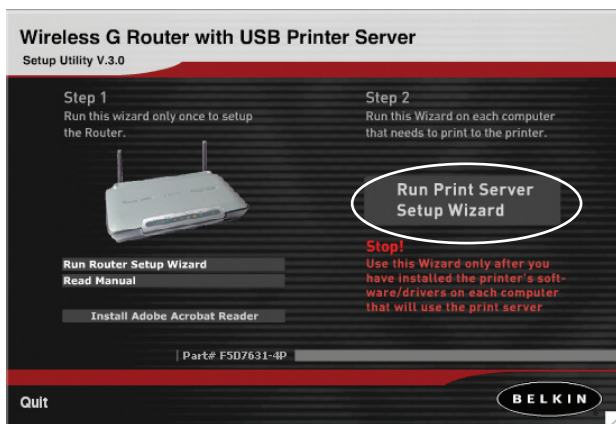 Wireless G Router with USB Printer Server
Setup Utility V.3.0
Step 1
Run this wizard only once to setup
the Router.
Run Router Setup Wizard
Read Manual
Install Adobe Acrobat Reader
Step 2
Run this Wizard on each computer
that needs to print to the printer.
Run Print Server
Setup Wizard
Stop!
Use this Wizard only after you
have installed the printer's soft-
ware/drivers on each computer
that will use the print server
Part# F5D7631-4P
Quit
BELKIN